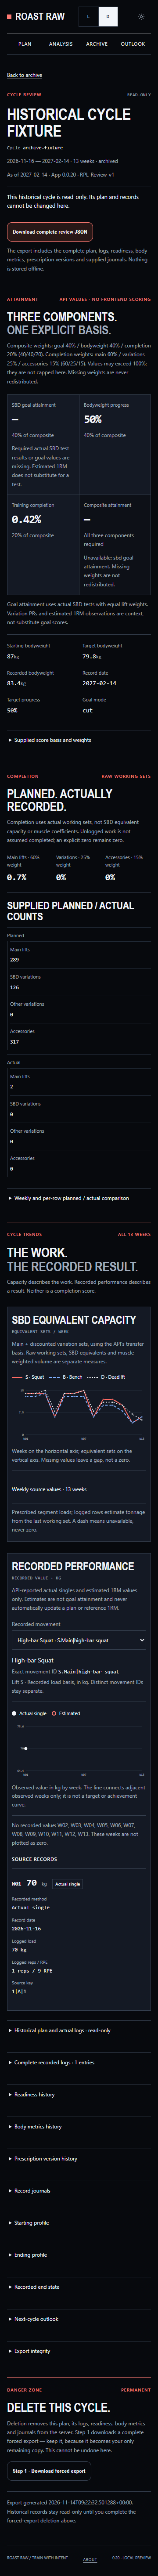 ROAST RAW
L
D
PLAN
ANALYSIS
ARCHIVE
OUTLOOK
Back to archive
CYCLE REVIEW
READ-ONLY
HISTORICAL CYCLE
FIXTURE
Cycle archive-fixture
2026-11-16 — 2027-02-14 · 13 weeks · archived
As of 2027-02-14 · App 0.20 · RPL-Review-v1
This historical cycle is read-only. Its plan and records
cannot be changed here.
Download complete review JSON
The export includes the complete plan, logs, readiness, body
metrics, prescription versions and supplied journals. Nothing
is stored offline.
ATTAINMENT
API VALUES · NO FRONTEND SCORING
THREE COMPONENTS.
ONE EXPLICIT BASIS.
Composite weights: goal 40% / bodyweight 40% / completion
20% (40/40/20). Completion weights: main 60% / variations
25% / accessories 15% (60/25/15). Values may exceed 100%;
they are not capped here. Missing weights are never
redistributed.
SBD goal attainment
—
40% of composite
Required actual SBD test
results or goal values are
missing. Estimated 1RM
does not substitute for a
test.
Bodyweight progress
50%
40% of composite
Training completion
0.42%
20% of composite
Composite attainment
—
All three components
required
Unavailable: sbd goal
attainment. Missing
weights are not
redistributed.
Goal attainment uses actual SBD tests with equal lift weights.
Variation PRs and estimated 1RM observations are context,
not substitute goal scores.
Starting bodyweight
87kg
Target bodyweight
79.8kg
Recorded bodyweight
83.4kg
Record date
2027-02-14
Target progress
50%
Goal mode
cut
▶ Supplied score basis and weights
COMPLETION
RAW WORKING SETS
PLANNED. ACTUALLY
RECORDED.
Completion uses actual working sets, not SBD equivalent
capacity or muscle coefficients. Unlogged work is not
assumed completed; an explicit zero remains zero.
Main lifts · 60%
weight
0.7%
Variations · 25%
weight
0%
Accessories · 15%
weight
0%
SUPPLIED PLANNED / ACTUAL
COUNTS
Planned
Main lifts
289
SBD variations
126
Other variations
0
Accessories
317
Actual
Main lifts
2
SBD variations
0
Other variations
0
Accessories
0
▶ Weekly and per-row planned / actual comparison
CYCLE TRENDS
ALL 13 WEEKS
THE WORK.
THE RECORDED RESULT.
Capacity describes the work. Recorded performance describes
a result. Neither is a completion score.
SBD EQUIVALENT CAPACITY
EQUIVALENT SETS / WEEK
Main + discounted variation sets, using the API's transfer
basis. Raw working sets, SBD equivalents and muscle-
weighted volume are separate measures.
S · Squat
B · Bench
D · Deadlift
Weeks on the horizontal axis; equivalent sets on the vertical
axis. Missing values leave a gap, not a zero.
Weekly source values · 13 weeks
Prescribed segment loads; logged rows estimate tonnage
from the last working set. A dash means unavailable,
never zero.
RECORDED PERFORMANCE
RECORDED VALUE · KG
API-reported actual singles and estimated 1RM values
only. Estimates are not goal attainment and never
automatically update a plan or reference 1RM.
Recorded movement
High-bar Squat · S.Main|high-bar squat
High-bar Squat
Exact movement ID S.Main|high-bar squat
Lift S · Recorded load basis, in kg. Distinct movement IDs
stay separate.
Actual single
Estimated
Observed value in kg by week. The line connects adjacent
observed weeks only; it is not a target or achievement
curve.
No recorded value: W02, W03, W04, W05, W06, W07,
W08, W09, W10, W11, W12, W13. These weeks are not
plotted as zero.
SOURCE RECORDS
W01 70 kg Actual single
Recorded method
Actual single
Record date
2026-11-16
Logged load
70 kg
Logged reps / RPE
1 reps / 9 RPE
Source key
1|A|1
▶ Historical plan and actual logs · read-only
▶ Complete recorded logs · 1 entries
▶ Readiness history
▶ Body metrics history
▶ Prescription version history
▶ Record journals
▶ Starting profile
▶ Ending profile
▶ Recorded end state
▶ Next-cycle outlook
▶ Export integrity
DANGER ZONE
PERMANENT
DELETE THIS CYCLE.
Deletion removes this plan, its logs, readiness, body metrics
and journals from the server. Step 1 downloads a complete
forced export — keep it, because it becomes your only
remaining copy. This cannot be undone here.
Step 1 · Download forced export
Export generated 2026-11-14T09:22:32.501288+00:00.
Historical records stay read-only until you complete the
forced-export deletion above.
ROAST RAW / TRAIN WITH INTENT
ABOUT
0.20 · LOCAL PREVIEW